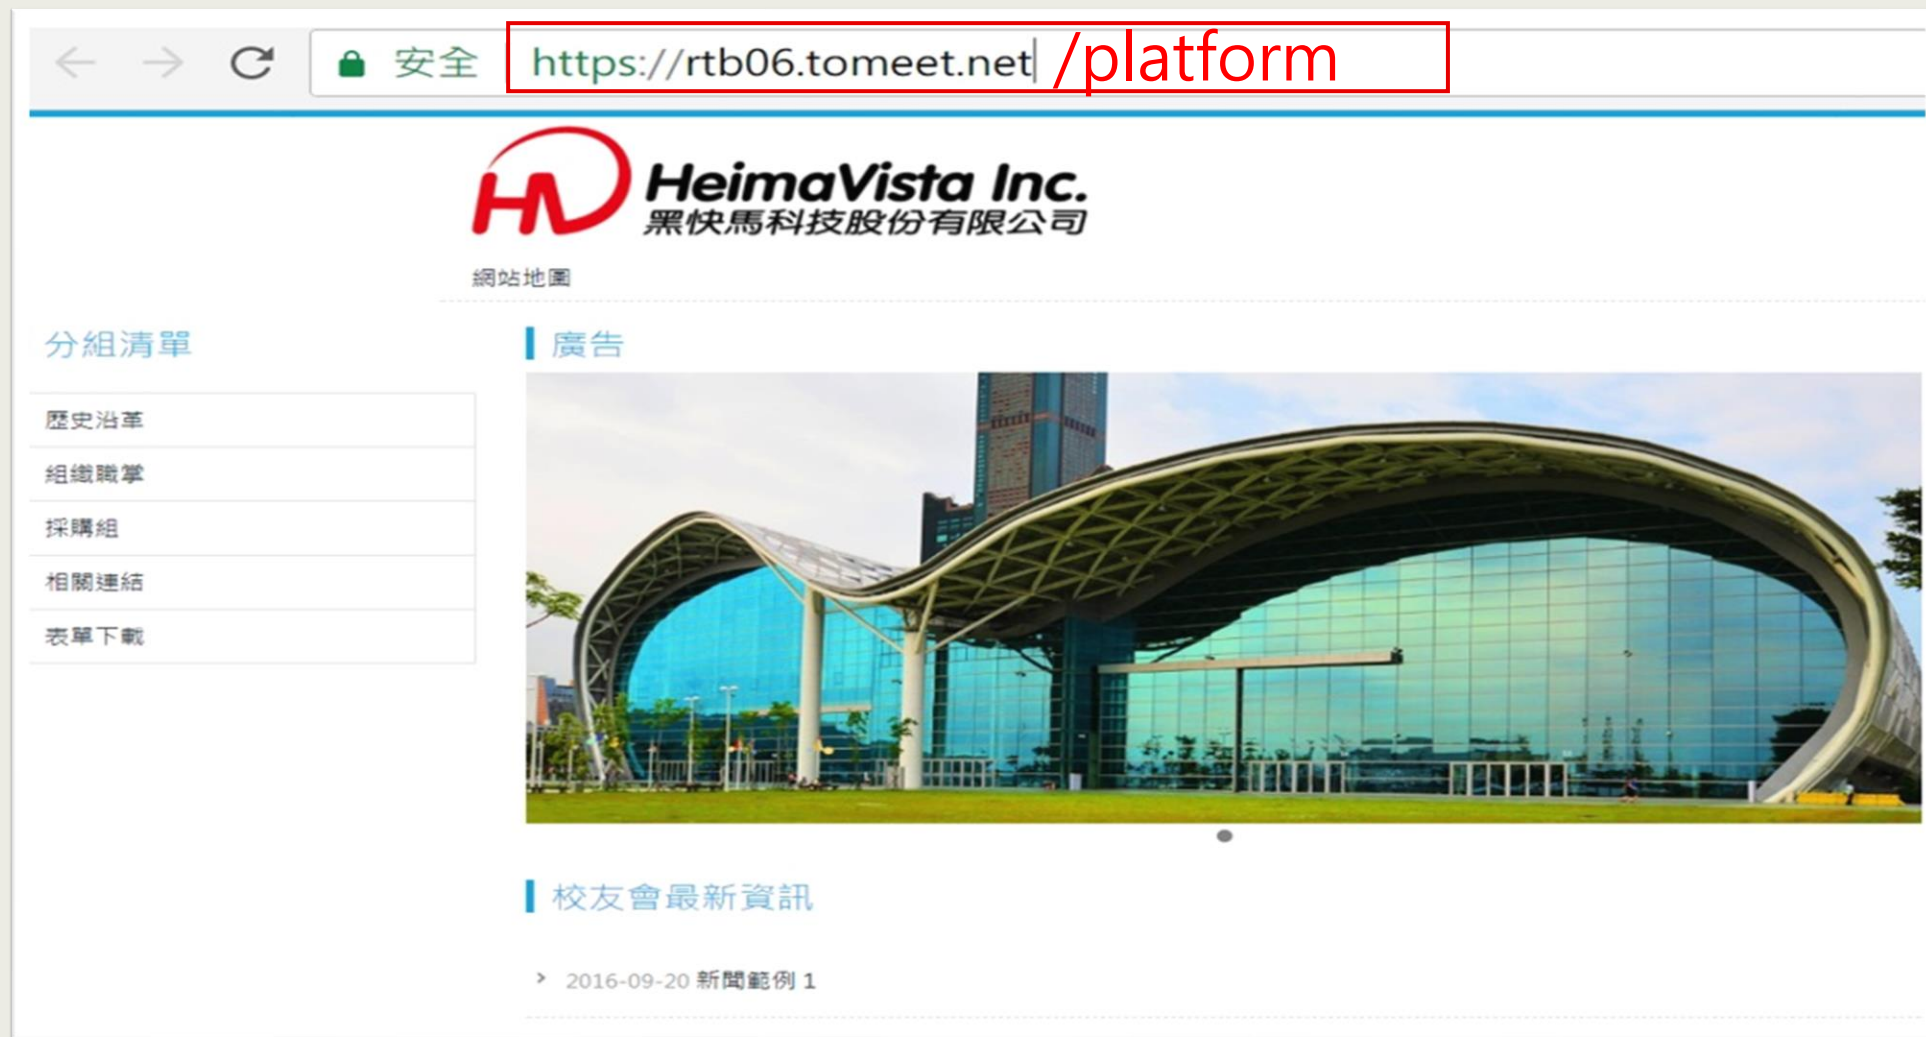 安全 https://rtb06.tomeet.net /platform
HeimaVista Inc.
黑快馬科技股份有限公司
網站地圖
分組清單
歷史沿革
組織職掌
採購組
相關連結
表單下載
廣告
校友會最新資訊
2016-09-20 新聞範例 1